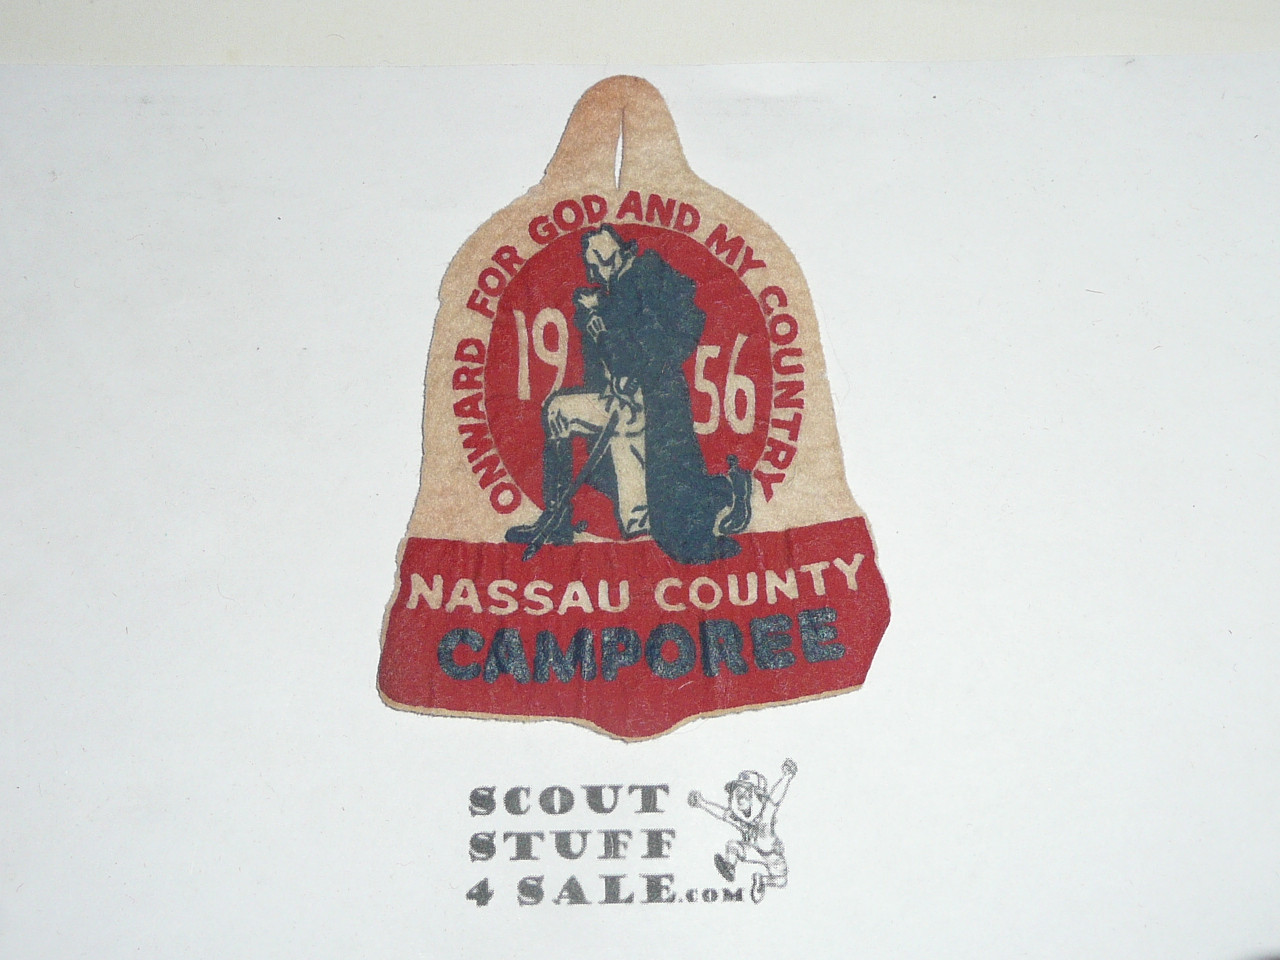 ONWARD FOR GOD AND MY COUNTRY
19 56
NASSAU COUNTY
CAMPOREE
SCOUT
STUFF
4 SALE.COM